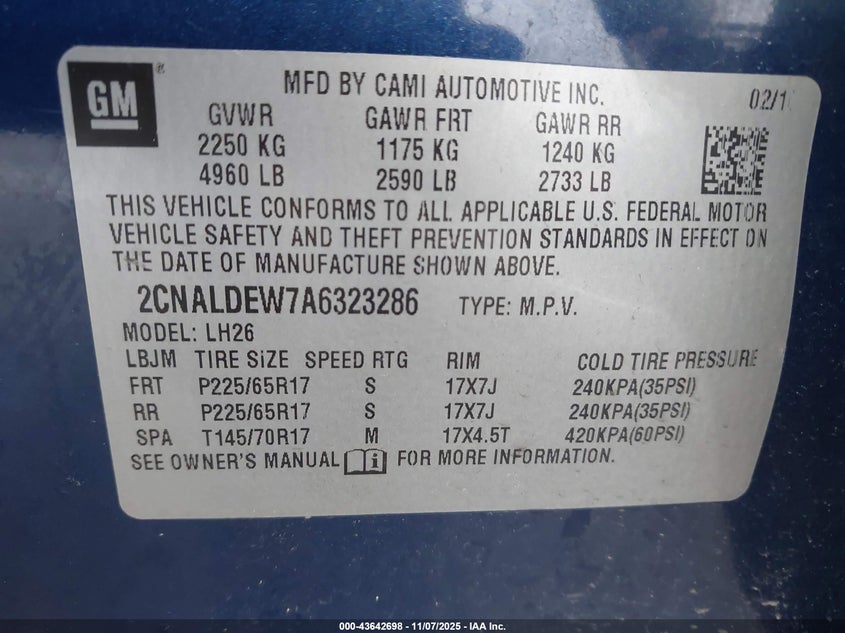 GM ®
MFD BY CAMI AUTOMOTIVE INC.
02/1
GVWR GAWR FRT GAWR RR
2250 KG 1175 KG 1240 KG
4960 LB 2590 LB 2733 LB
THIS VEHICLE CONFORMS TO ALL APPLICABLE U.S. FEDERAL MOTOR
VEHICLE SAFETY AND THEFT PREVENTION STANDARDS IN EFFECT ON
THE DATE OF MANUFACTURE SHOWN ABOVE.
2CNALDEW7A6323286 TYPE: M.P.V.
MODEL: LH26
LBJM TIRE SIZE SPEED RTG RIM COLD TIRE PRESSURE
FRT P225/65R17 S 17X7J 240KPA(35PSI)
RR P225/65R17 S 17X7J 240KPA(35PSI)
SPA T145/70R17 M 17X4.5T 420KPA(60PSI)
SEE OWNER'S MANUAL i FOR MORE INFORMATION.
000-43642698 - 11/07/2025 - IAA Inc.